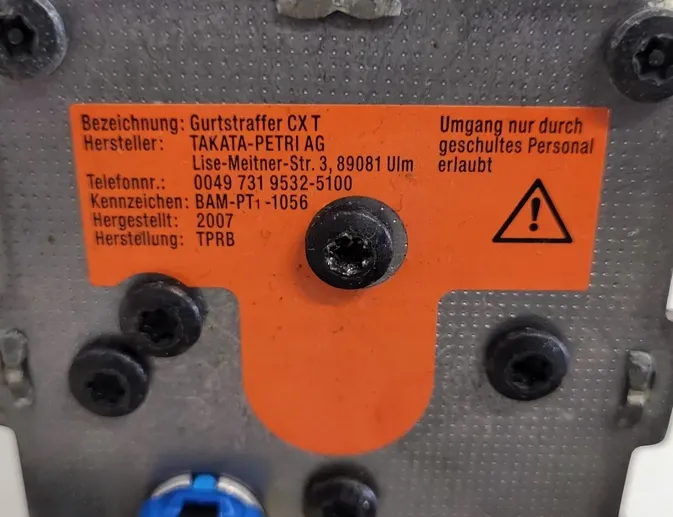 Bezeichnung: Gurtstraffer CX T
Hersteller: TAKATA-PETRI AG
Lise-Meitner-Str. 3, 89081 Ulm
Telefonnr.: 0049 731 9532-5100
Kennzeichen: BAM-PT1-1056
Hergestellt: 2007
Herstellung: TPRB
Umgang nur durch
geschultes Personal
erlaubt
!